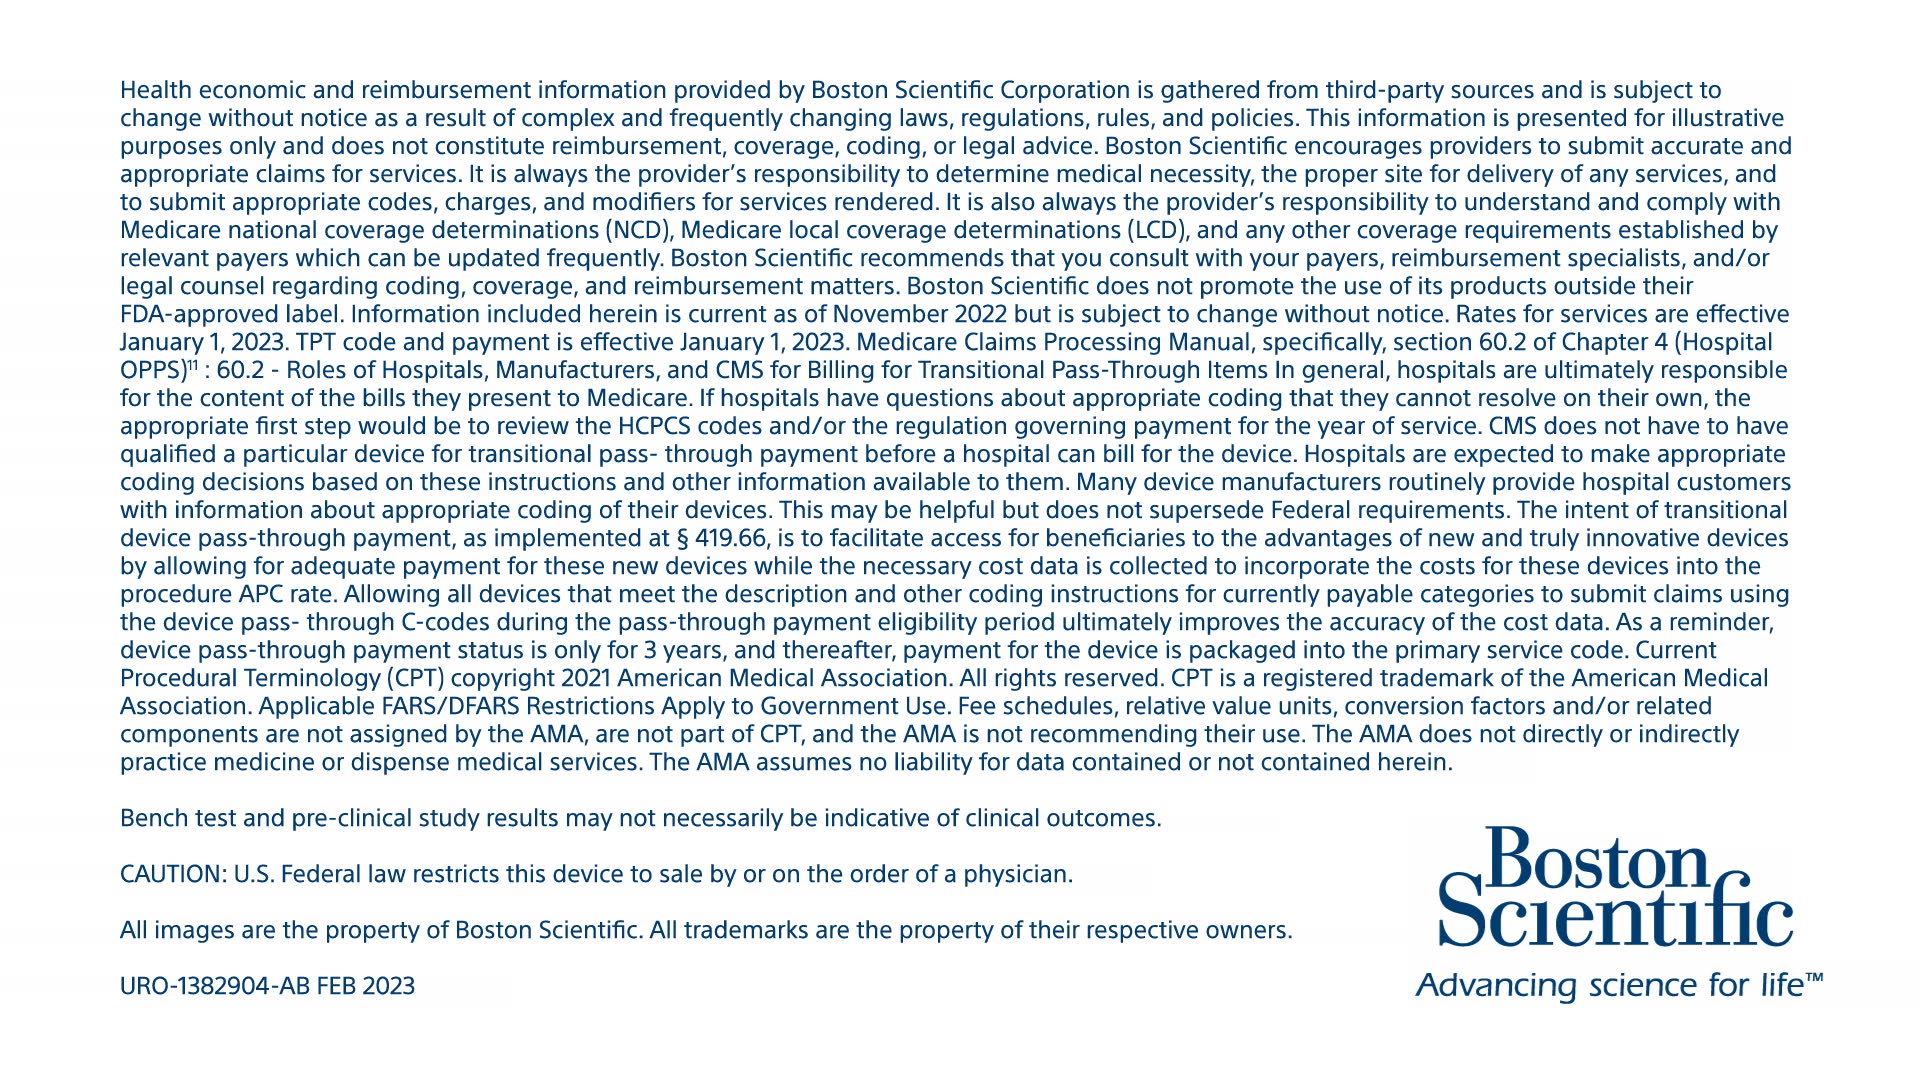 Health economic and reimbursement information provided by Boston Scientific Corporation is gathered from third-party sources and is subject to
change without notice as a result of complex and frequently changing laws, regulations, rules, and policies. This information is presented for illustrative
purposes only and does not constitute reimbursement, coverage, coding, or legal advice. Boston Scientific encourages providers to submit accurate and
appropriate claims for services. It is always the provider’s responsibility to determine medical necessity, the proper site for delivery of any services, and
to submit appropriate codes, charges, and modifiers for services rendered. It is also always the provider’s responsibility to understand and comply with
Medicare national coverage determinations (NCD), Medicare local coverage determinations (LCD), and any other coverage requirements established by
relevant payers which can be updated frequently. Boston Scientific recommends that you consult with your payers, reimbursement specialists, and/or
legal counsel regarding coding, coverage, and reimbursement matters. Boston Scientific does not promote the use of its products outside their
FDA-approved label. Information included herein is current as of November 2022 but is subject to change without notice. Rates for services are effective
January 1, 2023. TPT code and payment is effective January 1, 2023. Medicare Claims Processing Manual, specifically, section 60.2 of Chapter 4 (Hospital
OPPS)¹¹ : 60.2 - Roles of Hospitals, Manufacturers, and CMS for Billing for Transitional Pass-Through Items In general, hospitals are ultimately responsible
for the content of the bills they present to Medicare. If hospitals have questions about appropriate coding that they cannot resolve on their own, the
appropriate first step would be to review the HCPCS codes and/or the regulation governing payment for the year of service. CMS does not have to have
qualified a particular device for transitional pass- through payment before a hospital can bill for the device. Hospitals are expected to make appropriate
coding decisions based on these instructions and other information available to them. Many device manufacturers routinely provide hospital customers
with information about appropriate coding of their devices. This may be helpful but does not supersede Federal requirements. The intent of transitional
device pass-through payment, as implemented at § 419.66, is to facilitate access for beneficiaries to the advantages of new and truly innovative devices
by allowing for adequate payment for these new devices while the necessary cost data is collected to incorporate the costs for these devices into the
procedure APC rate. Allowing all devices that meet the description and other coding instructions for currently payable categories to submit claims using
the device pass- through C-codes during the pass-through payment eligibility period ultimately improves the accuracy of the cost data. As a reminder,
device pass-through payment status is only for 3 years, and thereafter, payment for the device is packaged into the primary service code. Current
Procedural Terminology (CPT) copyright 2021 American Medical Association. All rights reserved. CPT is a registered trademark of the American Medical
Association. Applicable FARS/DFARS Restrictions Apply to Government Use. Fee schedules, relative value units, conversion factors and/or related
components are not assigned by the AMA, are not part of CPT, and the AMA is not recommending their use. The AMA does not directly or indirectly
practice medicine or dispense medical services. The AMA assumes no liability for data contained or not contained herein.
Bench test and pre-clinical study results may not necessarily be indicative of clinical outcomes.
CAUTION: U.S. Federal law restricts this device to sale by or on the order of a physician.
All images are the property of Boston Scientific. All trademarks are the property of their respective owners.
URO-1382904-AB FEB 2023
Boston
Scientific
Advancing science for life™